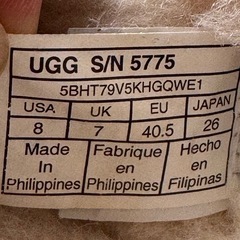 UGG S/N 5775
5BHT79V5KHGQWE1
USA UK EU JAPAN
8 7 40.5 26
Made Fabrique Hecho
In en en
Philippines Philippines Filipinas